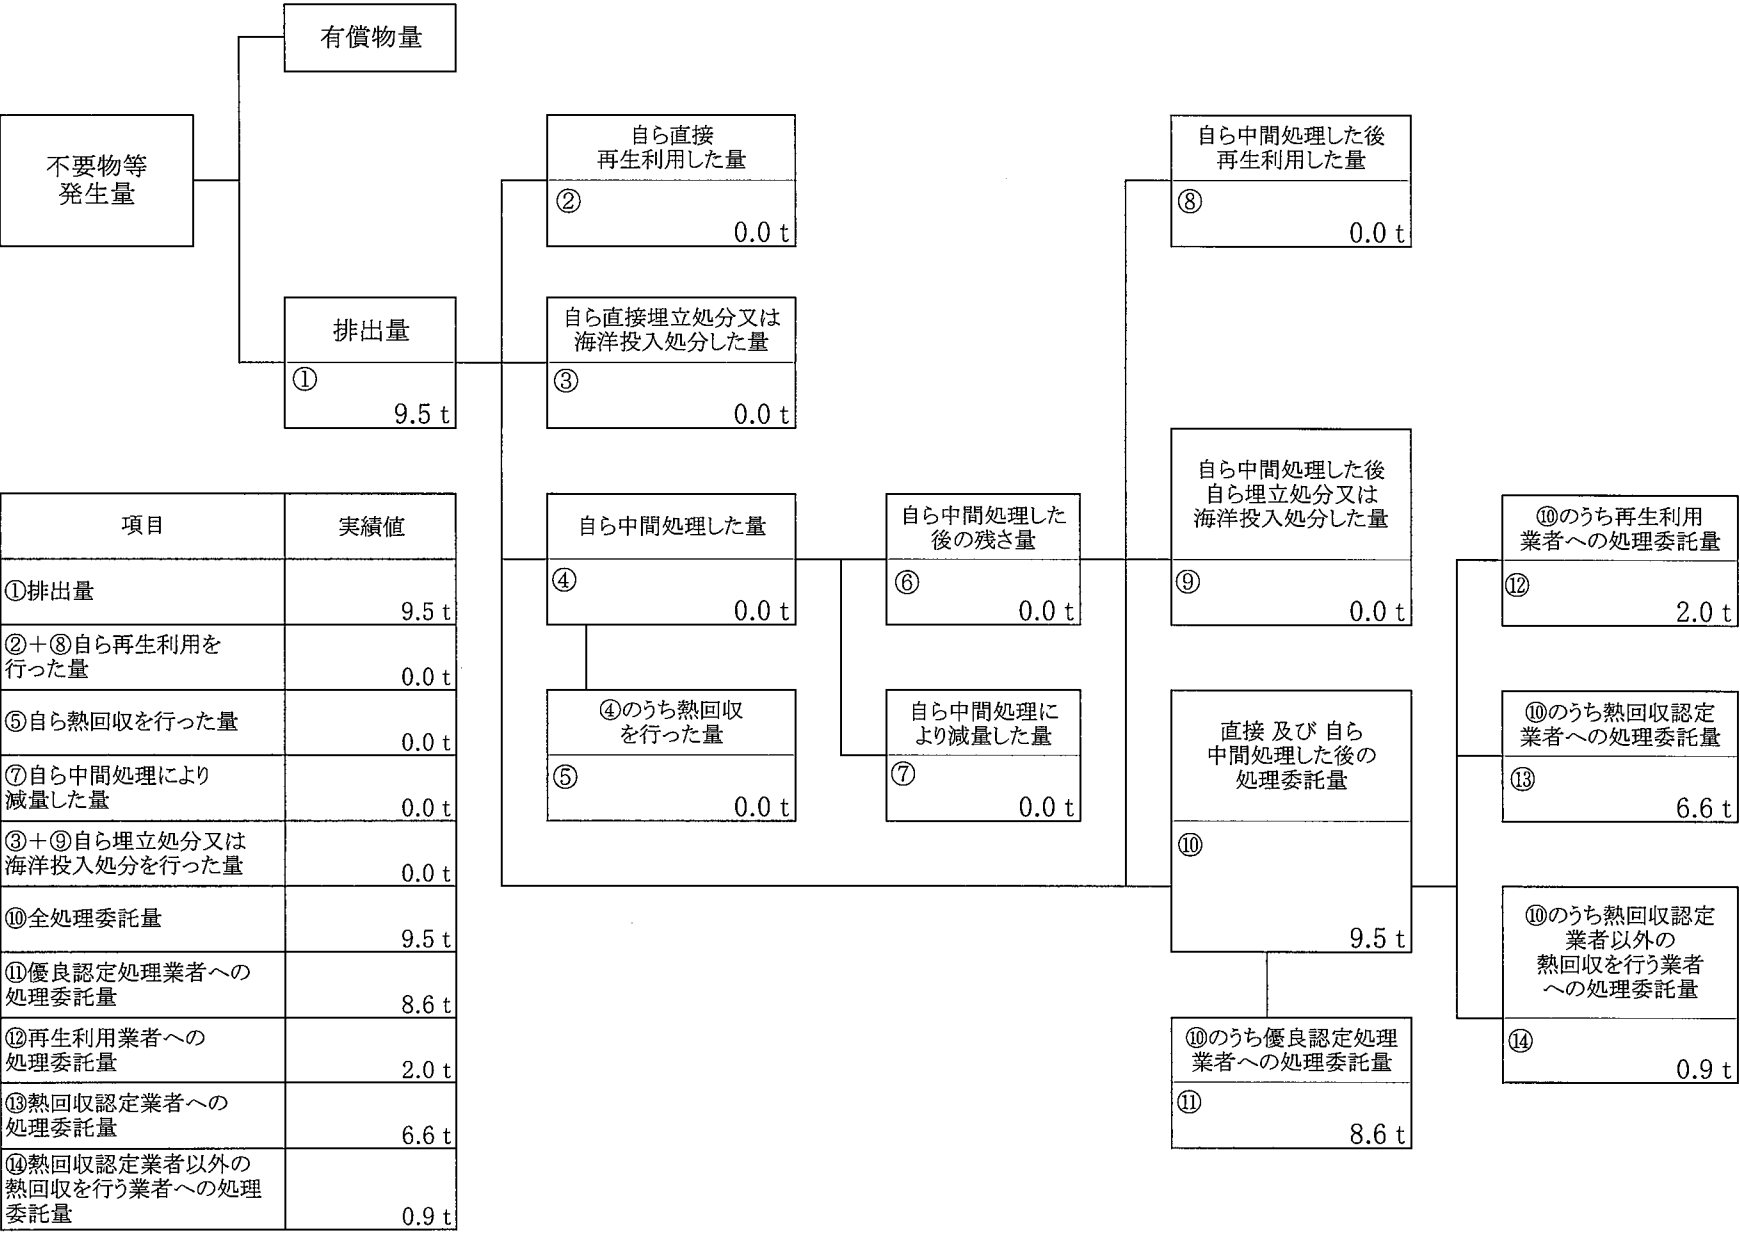 有償物量
不要物等
発生量
自ら直接
再生利用した量
②
0.0 t
自ら中間処理した後
再生利用した量
⑧
0.0 t
排出量
①
9.5 t
自ら直接埋立処分又は
海洋投入処分した量
③
0.0 t
自ら中間処理した後
自ら埋立処分又は
海洋投入処分した量
⑨
0.0 t
自ら中間処理した量
④
0.0 t
自ら中間処理した
後の残さ量
⑥
0.0 t
⑩のうち再生利用
業者への処理委託量
⑫
2.0 t
④のうち熱回収
を行った量
⑤
0.0 t
自ら中間処理に
より減量した量
⑦
0.0 t
直接 及び 自ら
中間処理した後の
処理委託量
⑩
9.5 t
⑩のうち熱回収認定
業者への処理委託量
⑬
6.6 t
⑩のうち熱回収認定
業者以外の
熱回収を行う業者
への処理委託量
⑭
0.9 t
⑩のうち優良認定処理
業者への処理委託量
⑪
8.6 t
項目 実績値
①排出量
9.5 t
②＋⑧自ら再生利用を
行った量
0.0 t
⑤自ら熱回収を行った量
0.0 t
⑦自ら中間処理により
減量した量
0.0 t
③＋⑨自ら埋立処分又は
海洋投入処分を行った量
0.0 t
⑩全処理委託量
9.5 t
⑪優良認定処理業者への
処理委託量
8.6 t
⑫再生利用業者への
処理委託量
2.0 t
⑬熱回収認定業者への
処理委託量
6.6 t
⑭熱回収認定業者以外の
熱回収を行う業者への処理
委託量
0.9 t